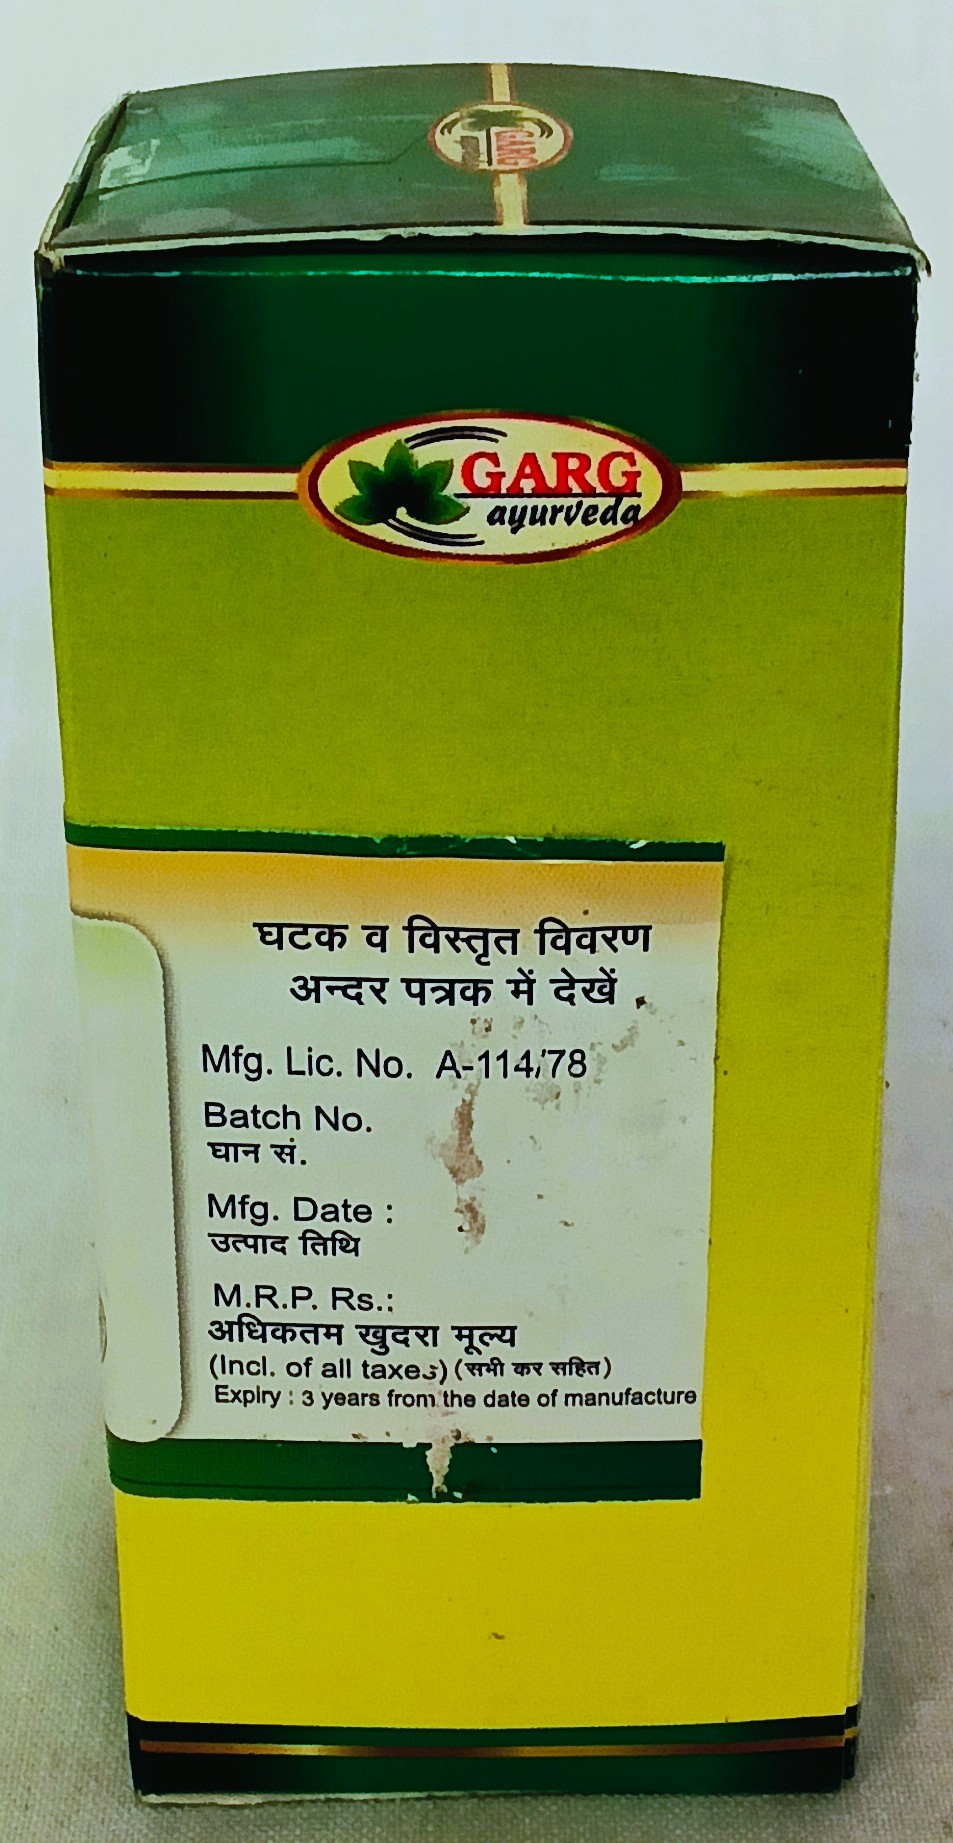 GARG
GARG
ayurveda
घटक व विस्तृत विवरण
अन्दर पत्रक में देखें
Mfg. Lic. No. A-114/78
Batch No.
घान सं.
Mfg. Date :
उत्पाद तिथि
M.R.P. Rs.:
अधिकतम खुदरा मूल्य
(Incl. of all taxes) (सभी कर सहित)
Expiry : 3 years from the date of manufacture